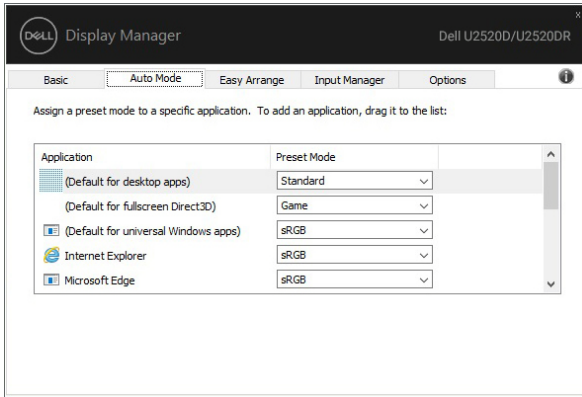 DELL Display Manager Dell U2520D/U2520DR x
Basic Auto Mode Easy Arrange Input Manager Options i
Assign a preset mode to a specific application. To add an application, drag it to the list:
Application Preset Mode
(Default for desktop apps) Standard
(Default for fullscreen Direct3D) Game
(Default for universal Windows apps) sRGB
Internet Explorer sRGB
Microsoft Edge sRGB